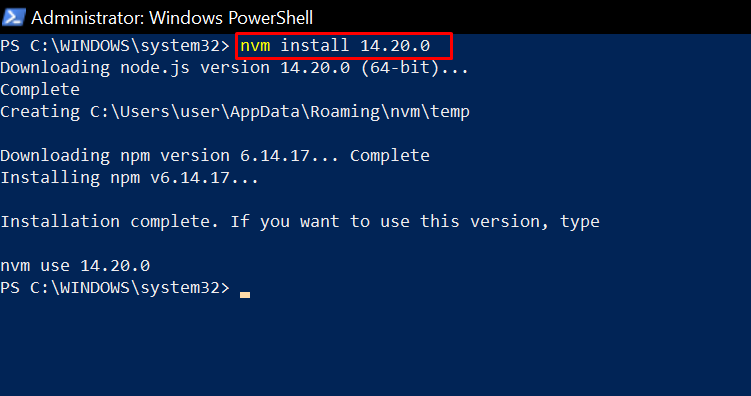 Administrator: Windows PowerShell
PS C:\WINDOWS\system32> nvm install 14.20.0
Downloading node.js version 14.20.0 (64-bit)...
Complete
Creating C:\Users\user\AppData\Roaming\nvm\temp
Downloading npm version 6.14.17... Complete
Installing npm v6.14.17...
Installation complete. If you want to use this version, type
nvm use 14.20.0
PS C:\WINDOWS\system32>